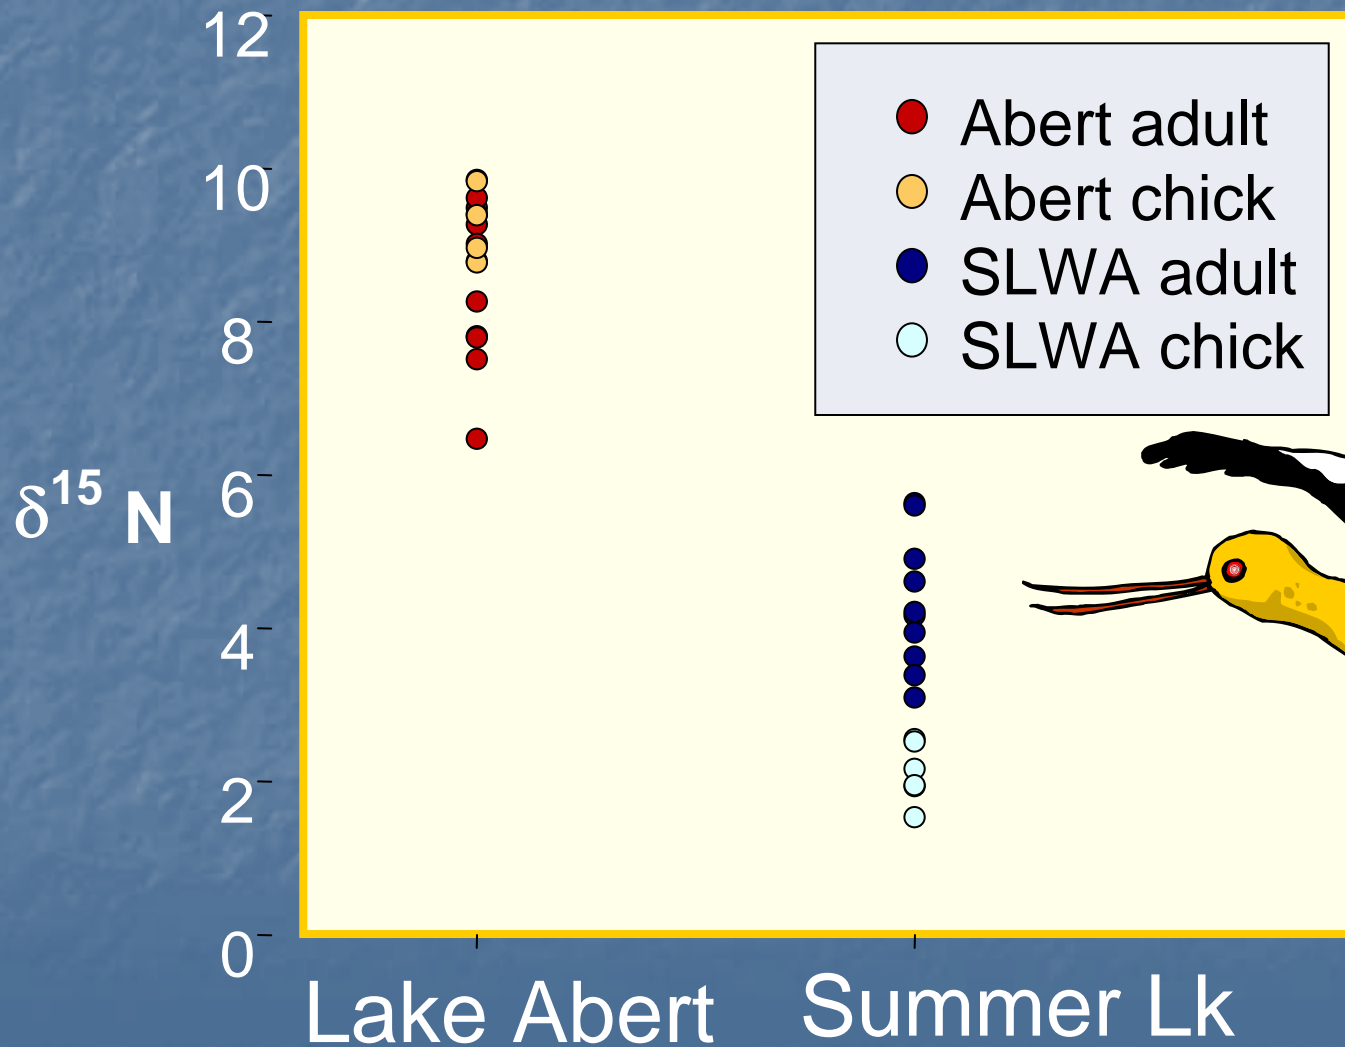 12
10
8
6
4
2
0
δ¹⁵ N
Abert adult
Abert chick
SLWA adult
SLWA chick
Lake Abert
Summer Lk